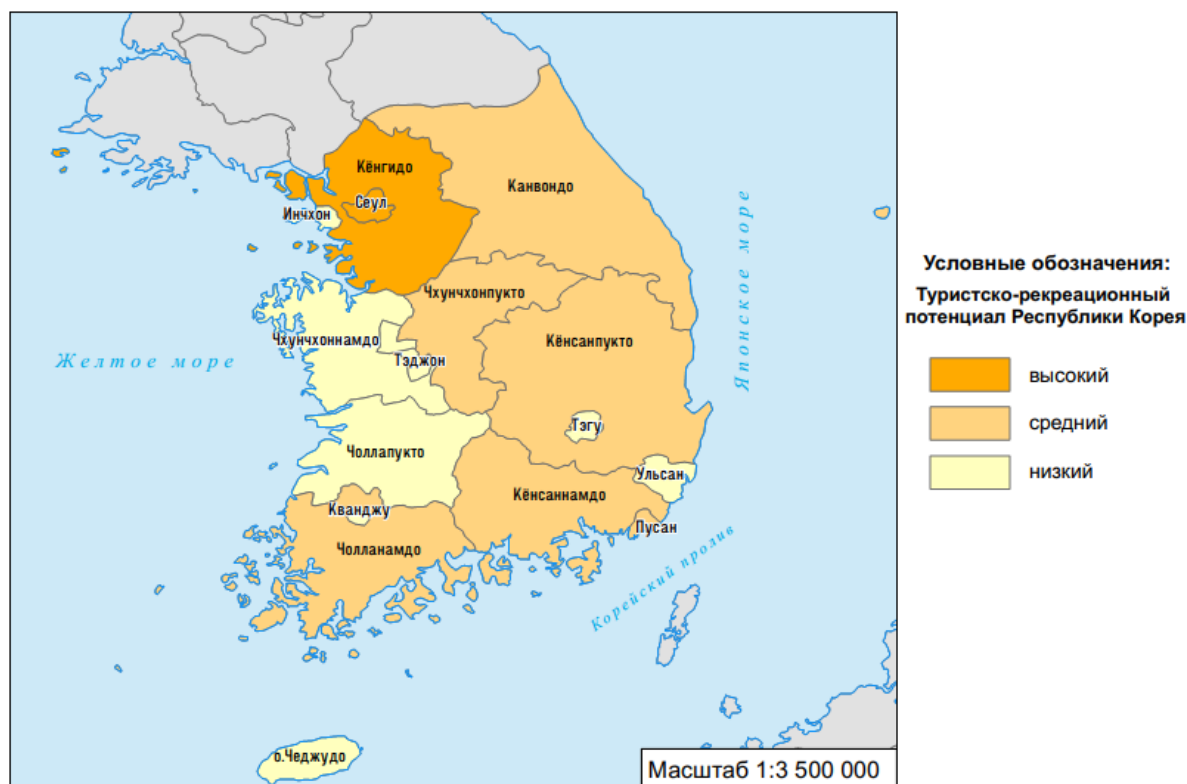 Кёнгидо
Канвондо
Сеул
Инчхон
Чхунчхонпукто
Чхунчхоннамдо
Кёнсанпукто
Тэджон
Желтое море
Японское море
Тэгу
Чоллапукто
Ульсан
Кёнсаннамдо
Кванджу
Пусан
Чолланамдо
Корейский пролив
о.Чеджудо
Масштаб 1:3 500 000
Условные обозначения:
Туристско-рекреационный
потенциал Республики Корея
высокий
средний
низкий